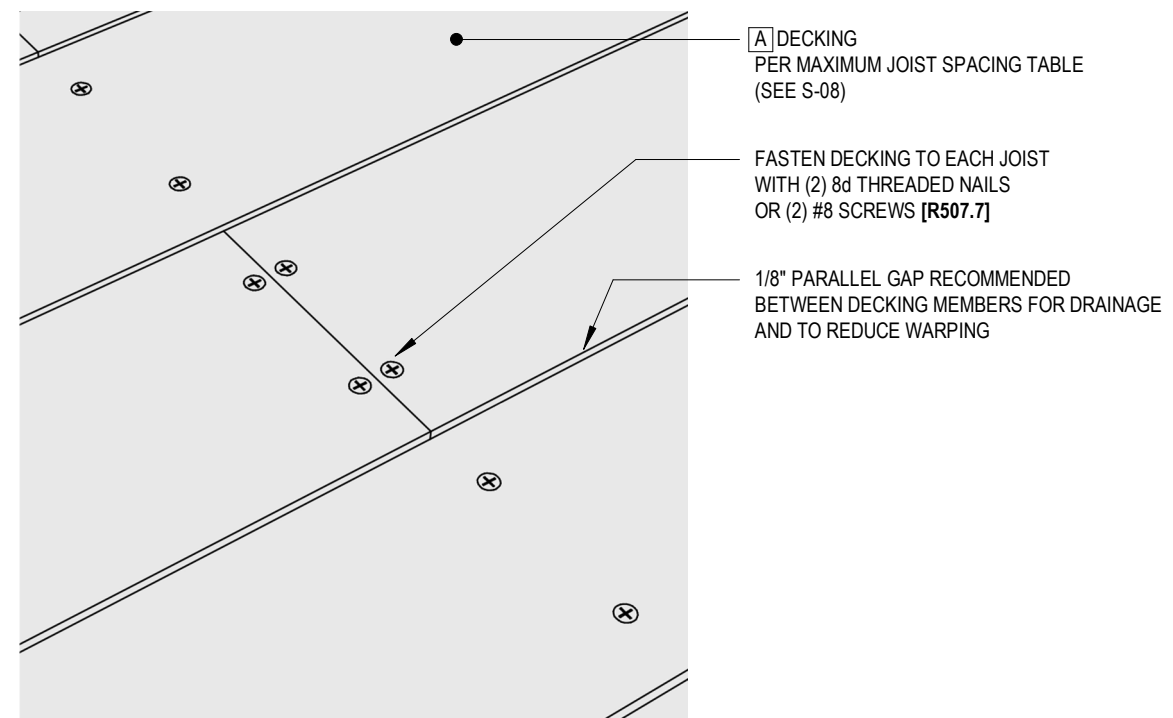 A DECKING
PER MAXIMUM JOIST SPACING TABLE
(SEE S-08)
FASTEN DECKING TO EACH JOIST
WITH (2) 8d THREADED NAILS
OR (2) #8 SCREWS [R507.7]
1/8" PARALLEL GAP RECOMMENDED
BETWEEN DECKING MEMBERS FOR DRAINAGE
AND TO REDUCE WARPING